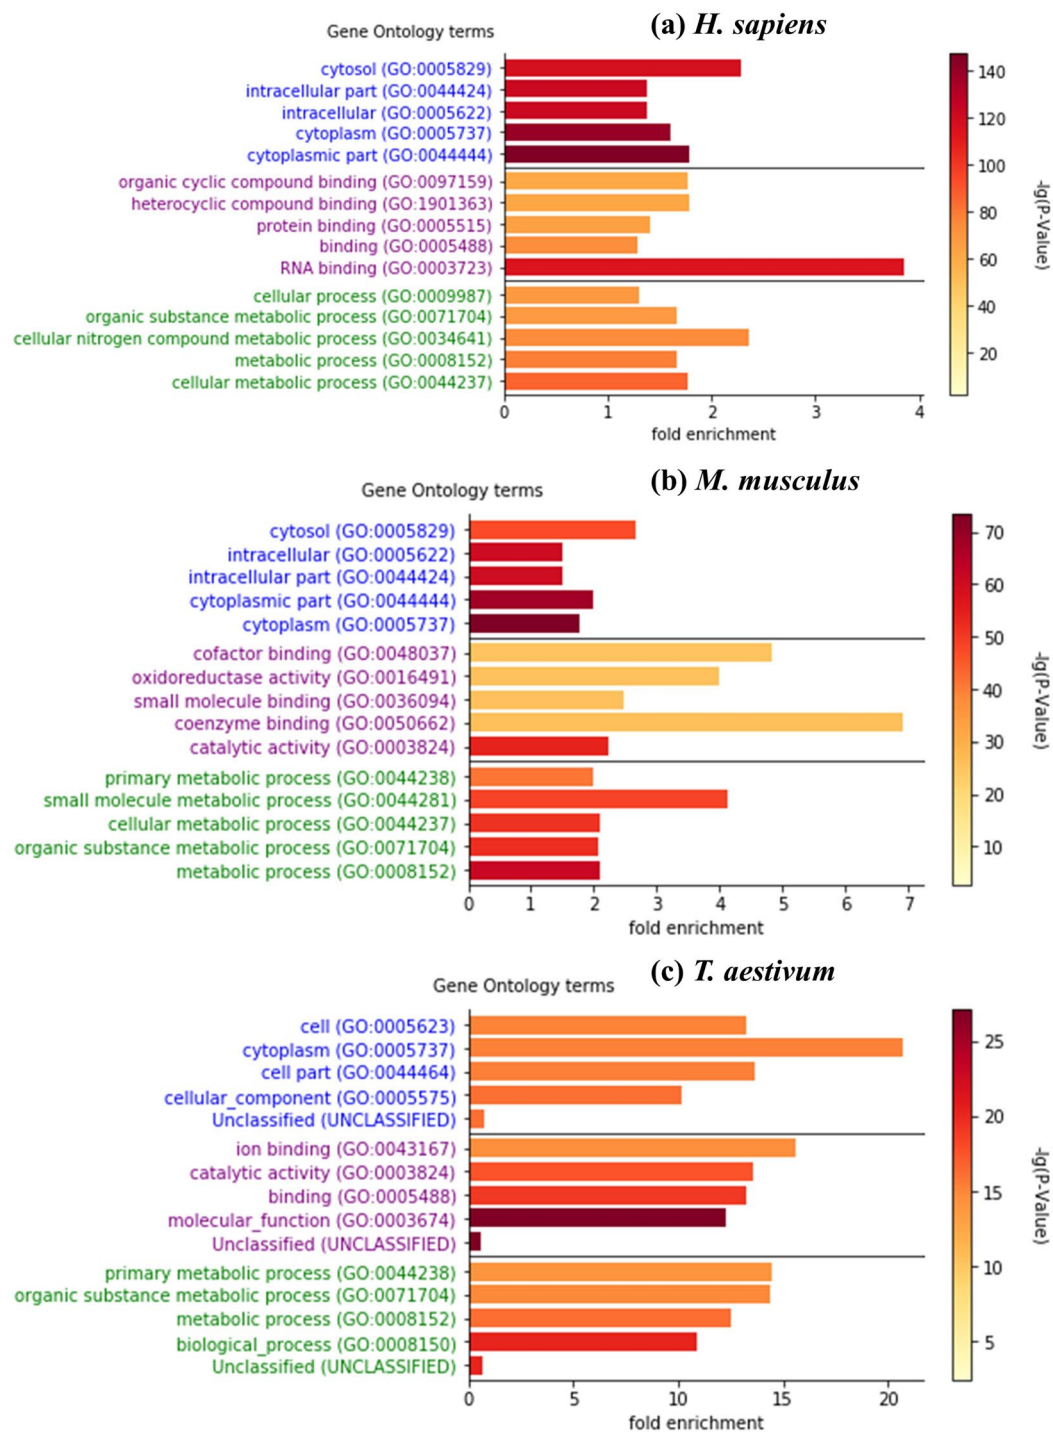 (a) H. sapiens
Gene Ontology terms
cytosol (GO:0005829)
intracellular part (GO:0044424)
intracellular (GO:0005622)
cytoplasm (GO:0005737)
cytoplasmic part (GO:0044444)
organic cyclic compound binding (GO:0097159)
heterocyclic compound binding (GO:1901363)
protein binding (GO:0005515)
binding (GO:0005488)
RNA binding (GO:0003723)
cellular process (GO:0009987)
organic substance metabolic process (GO:0071704)
cellular nitrogen compound metabolic process (GO:0034641)
metabolic process (GO:0008152)
cellular metabolic process (GO:0044237)
0 1 2 3 4
fold enrichment
140
120
100
80
60
40
20
-lg(P-Value)
(b) M. musculus
Gene Ontology terms
cytosol (GO:0005829)
intracellular (GO:0005622)
intracellular part (GO:0044424)
cytoplasmic part (GO:0044444)
cytoplasm (GO:0005737)
cofactor binding (GO:0048037)
oxidoreductase activity (GO:0016491)
small molecule binding (GO:0036094)
coenzyme binding (GO:0050662)
catalytic activity (GO:0003824)
primary metabolic process (GO:0044238)
small molecule metabolic process (GO:0044281)
cellular metabolic process (GO:0044237)
organic substance metabolic process (GO:0071704)
metabolic process (GO:0008152)
0 1 2 3 4 5 6 7
fold enrichment
70
60
50
40
30
20
10
-lg(P-Value)
(c) T. aestivum
Gene Ontology terms
cell (GO:0005623)
cytoplasm (GO:0005737)
cell part (GO:0044464)
cellular_component (GO:0005575)
Unclassified (UNCLASSIFIED)
ion binding (GO:0043167)
catalytic activity (GO:0003824)
binding (GO:0005488)
molecular_function (GO:0003674)
Unclassified (UNCLASSIFIED)
primary metabolic process (GO:0044238)
organic substance metabolic process (GO:0071704)
metabolic process (GO:0008152)
biological_process (GO:0008150)
Unclassified (UNCLASSIFIED)
0 5 10 15 20
fold enrichment
25
20
15
10
5
-lg(P-Value)